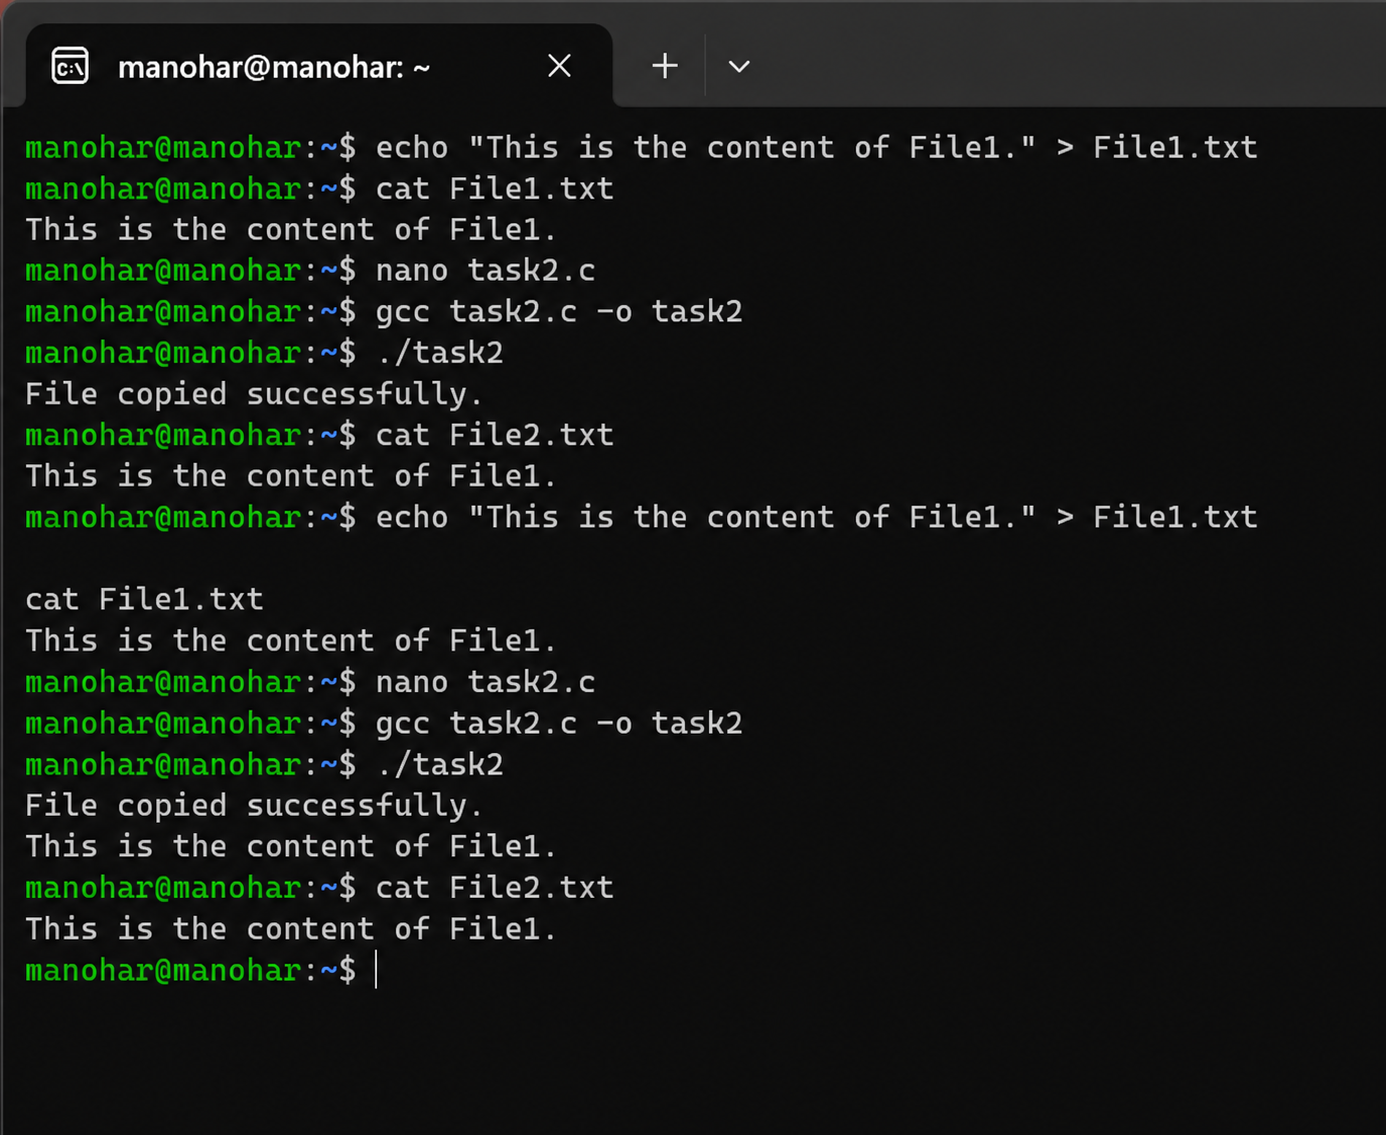 manohar@manohar: ~
manohar@manohar:~$ echo "This is the content of File1." > File1.txt
manohar@manohar:~$ cat File1.txt
This is the content of File1.
manohar@manohar:~$ nano task2.c
manohar@manohar:~$ gcc task2.c -o task2
manohar@manohar:~$ ./task2
File copied successfully.
manohar@manohar:~$ cat File2.txt
This is the content of File1.
manohar@manohar:~$ echo "This is the content of File1." > File1.txt

cat File1.txt
This is the content of File1.
manohar@manohar:~$ nano task2.c
manohar@manohar:~$ gcc task2.c -o task2
manohar@manohar:~$ ./task2
File copied successfully.
This is the content of File1.
manohar@manohar:~$ cat File2.txt
This is the content of File1.
manohar@manohar:~$